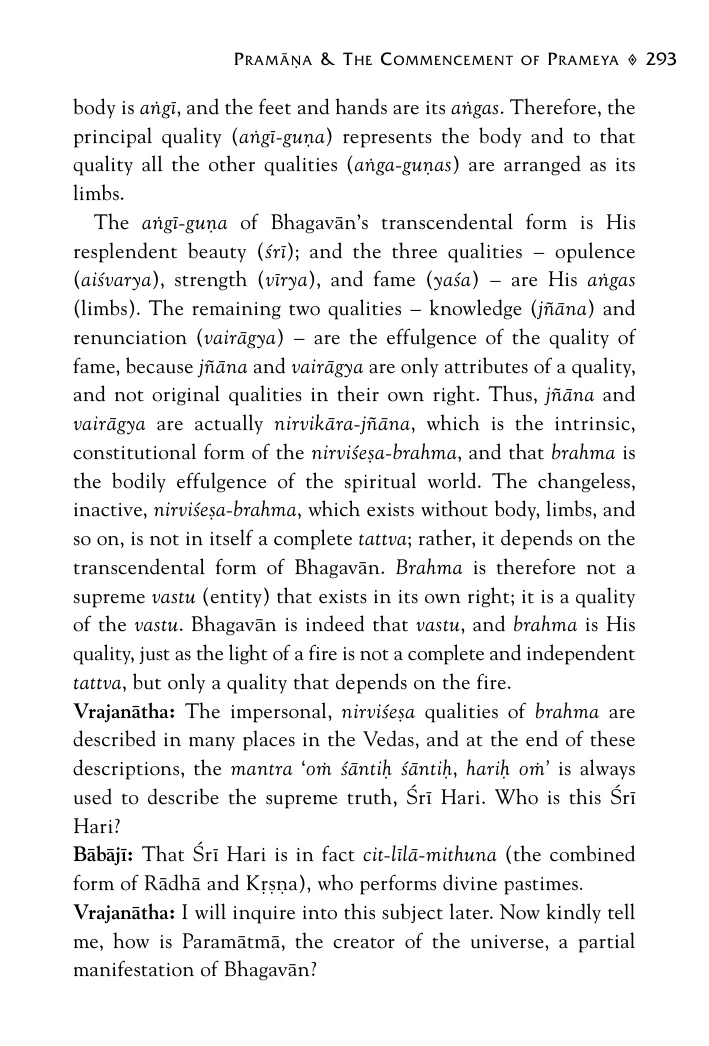 PRAMĀṆA & THE COMMENCEMENT OF PRAMEYA ◈ 293
body is aṅgī, and the feet and hands are its aṅgas. Therefore, the
principal quality (aṅgī-guṇa) represents the body and to that
quality all the other qualities (aṅga-guṇas) are arranged as its
limbs.
The aṅgī-guṇa of Bhagavān’s transcendental form is His
resplendent beauty (śrī); and the three qualities – opulence
(aiśvarya), strength (vīrya), and fame (yaśa) – are His aṅgas
(limbs). The remaining two qualities – knowledge (jñāna) and
renunciation (vairāgya) – are the effulgence of the quality of
fame, because jñāna and vairāgya are only attributes of a quality,
and not original qualities in their own right. Thus, jñāna and
vairāgya are actually nirvikāra-jñāna, which is the intrinsic,
constitutional form of the nirviśeṣa-brahma, and that brahma is
the bodily effulgence of the spiritual world. The changeless,
inactive, nirviśeṣa-brahma, which exists without body, limbs, and
so on, is not in itself a complete tattva; rather, it depends on the
transcendental form of Bhagavān. Brahma is therefore not a
supreme vastu (entity) that exists in its own right; it is a quality
of the vastu. Bhagavān is indeed that vastu, and brahma is His
quality, just as the light of a fire is not a complete and independent
tattva, but only a quality that depends on the fire.
Vrajanātha: The impersonal, nirviśeṣa qualities of brahma are
described in many places in the Vedas, and at the end of these
descriptions, the mantra ‘oṁ śāntiḥ śāntiḥ, hariḥ oṁ’ is always
used to describe the supreme truth, Śrī Hari. Who is this Śrī
Hari?
Bābājī: That Śrī Hari is in fact cit-līlā-mithuna (the combined
form of Rādhā and Kṛṣṇa), who performs divine pastimes.
Vrajanātha: I will inquire into this subject later. Now kindly tell
me, how is Paramātmā, the creator of the universe, a partial
manifestation of Bhagavān?